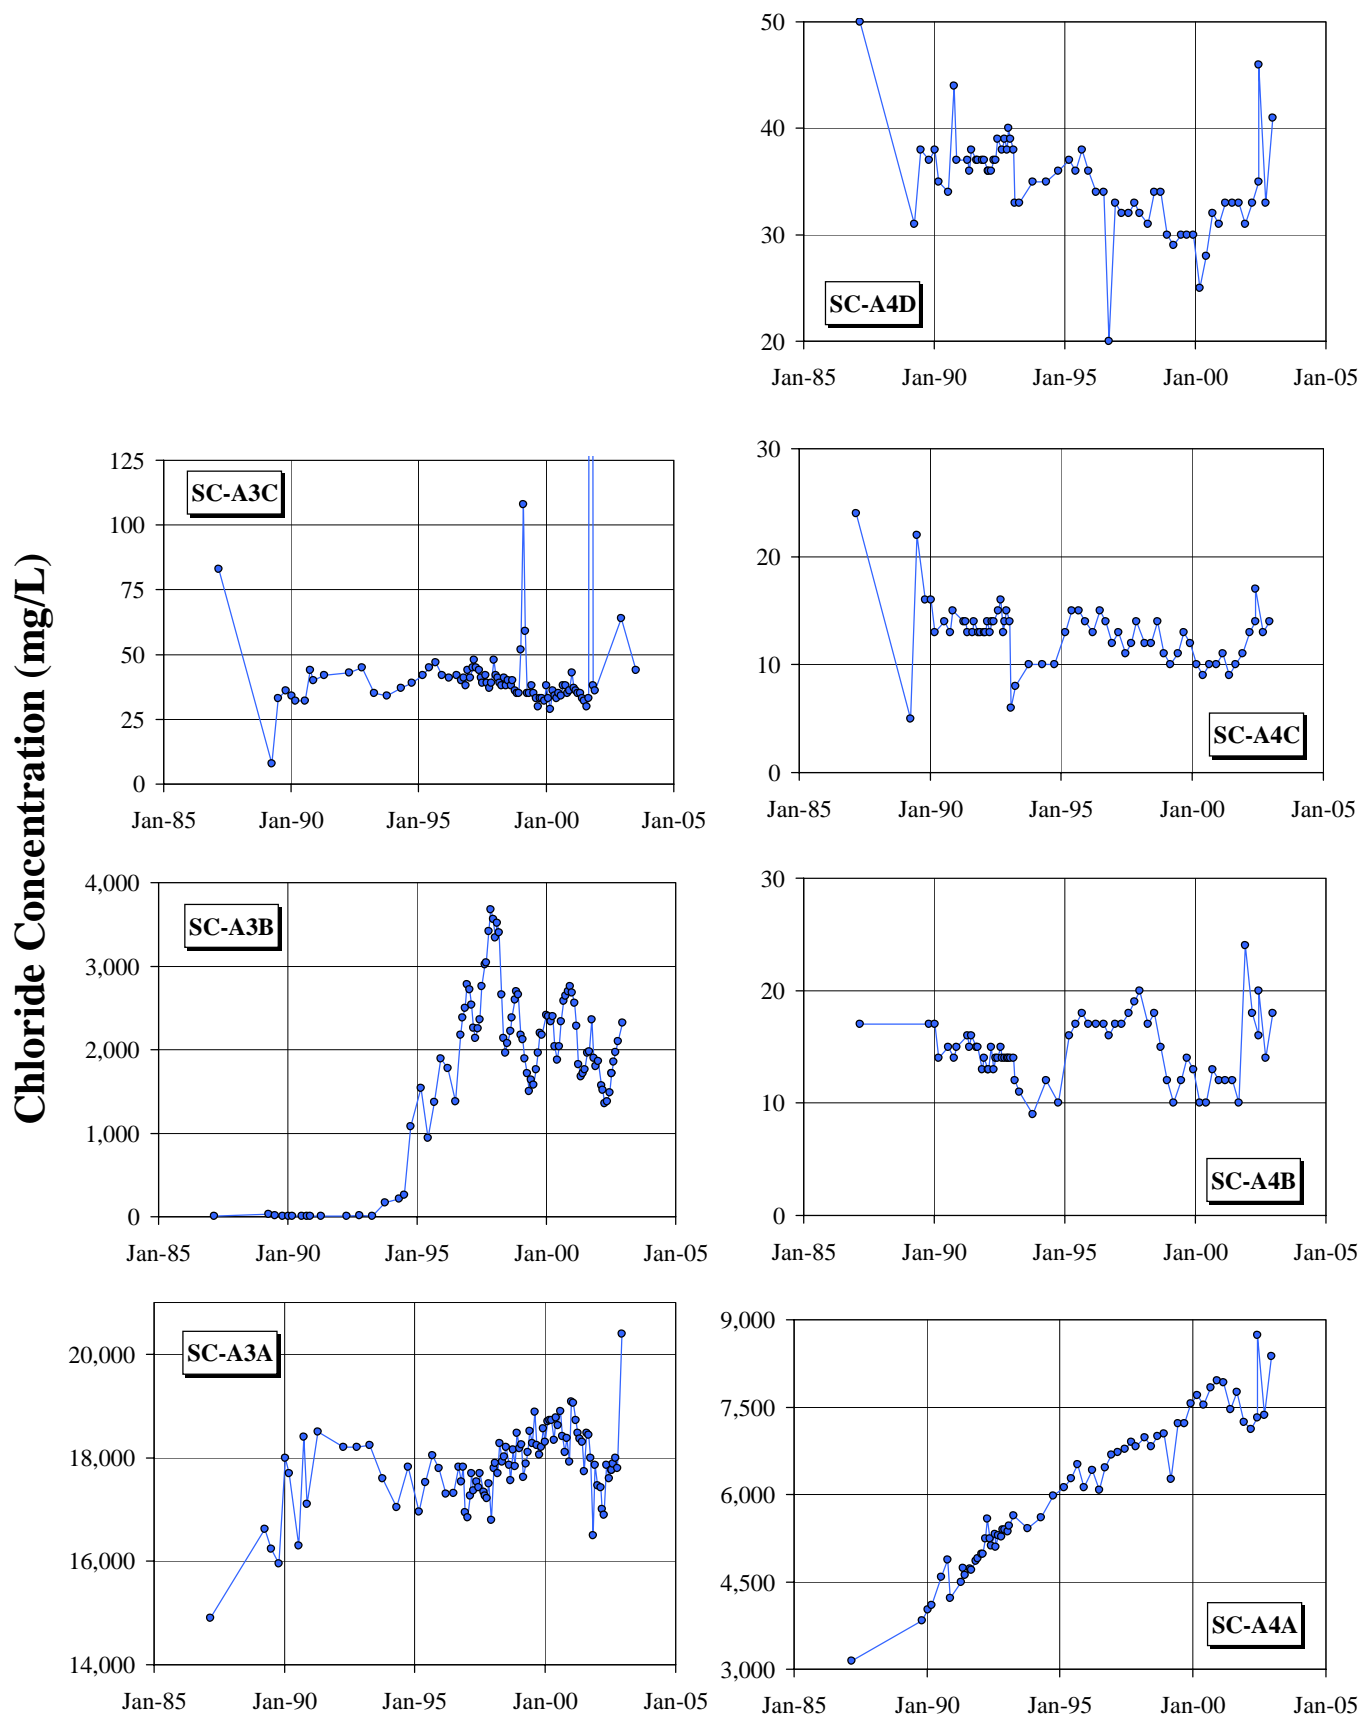 Chloride Concentration (mg/L)
50
40
30
20
SC-A4D
Jan-85 Jan-90 Jan-95 Jan-00 Jan-05
125
100
75
50
25
0
SC-A3C
Jan-85 Jan-90 Jan-95 Jan-00 Jan-05
30
20
10
0
SC-A4C
Jan-85 Jan-90 Jan-95 Jan-00 Jan-05
4,000
3,000
2,000
1,000
0
SC-A3B
Jan-85 Jan-90 Jan-95 Jan-00 Jan-05
30
20
10
0
SC-A4B
Jan-85 Jan-90 Jan-95 Jan-00 Jan-05
20,000
18,000
16,000
14,000
SC-A3A
Jan-85 Jan-90 Jan-95 Jan-00 Jan-05
9,000
7,500
6,000
4,500
3,000
SC-A4A
Jan-85 Jan-90 Jan-95 Jan-00 Jan-05